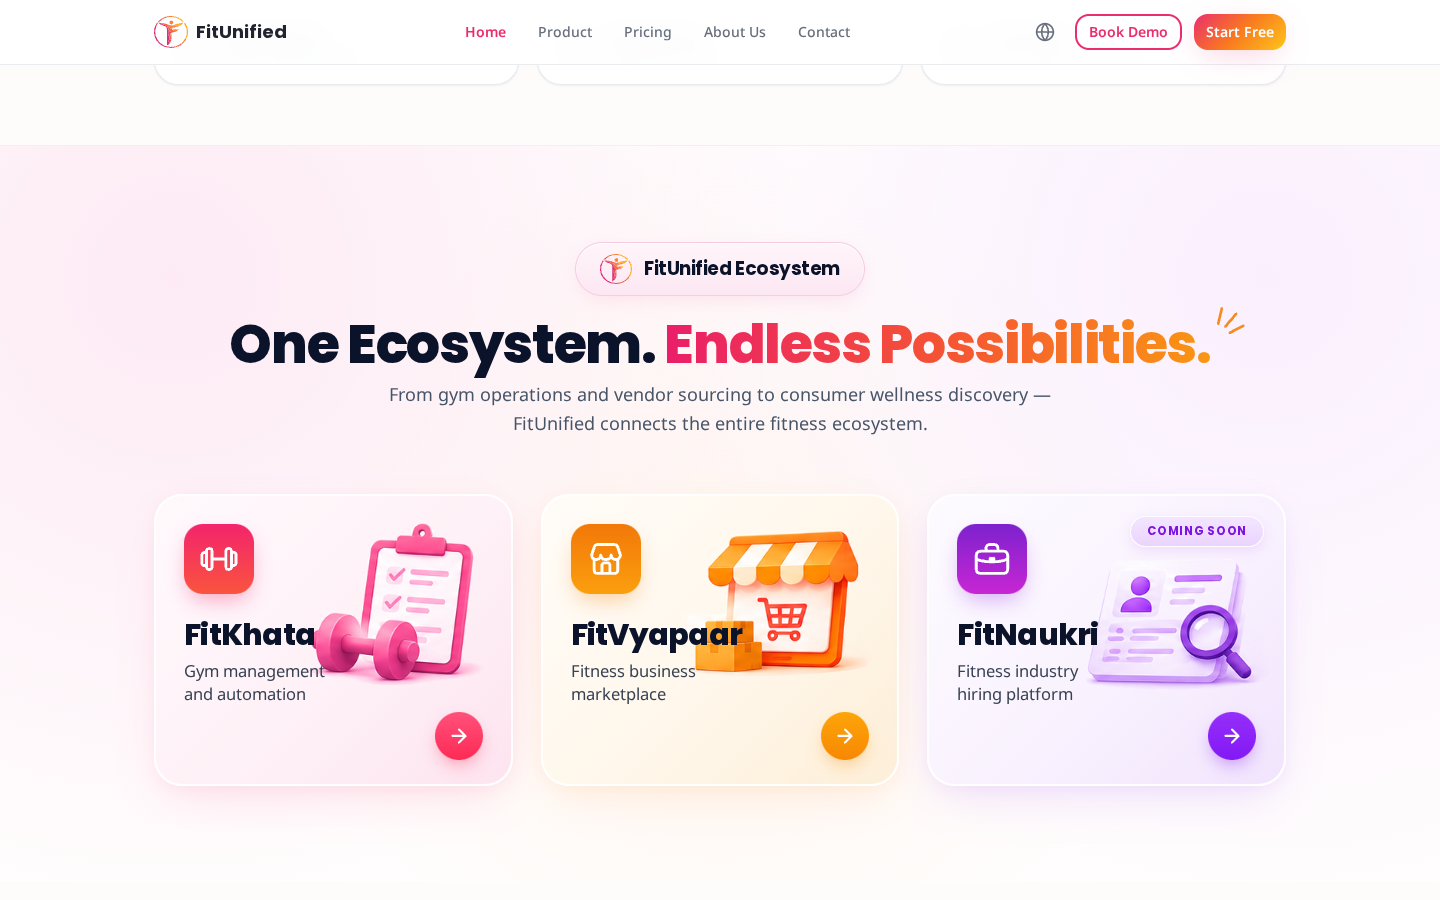 FitUnified
Home
Product
Pricing
About Us
Contact
Book Demo
Start Free
FitUnified Ecosystem
One Ecosystem. Endless Possibilities.
From gym operations and vendor sourcing to consumer wellness discovery —
FitUnified connects the entire fitness ecosystem.
FitKhata
Gym management
and automation
FitVyapaar
Fitness business
marketplace
COMING SOON
FitNaukri
Fitness industry
hiring platform